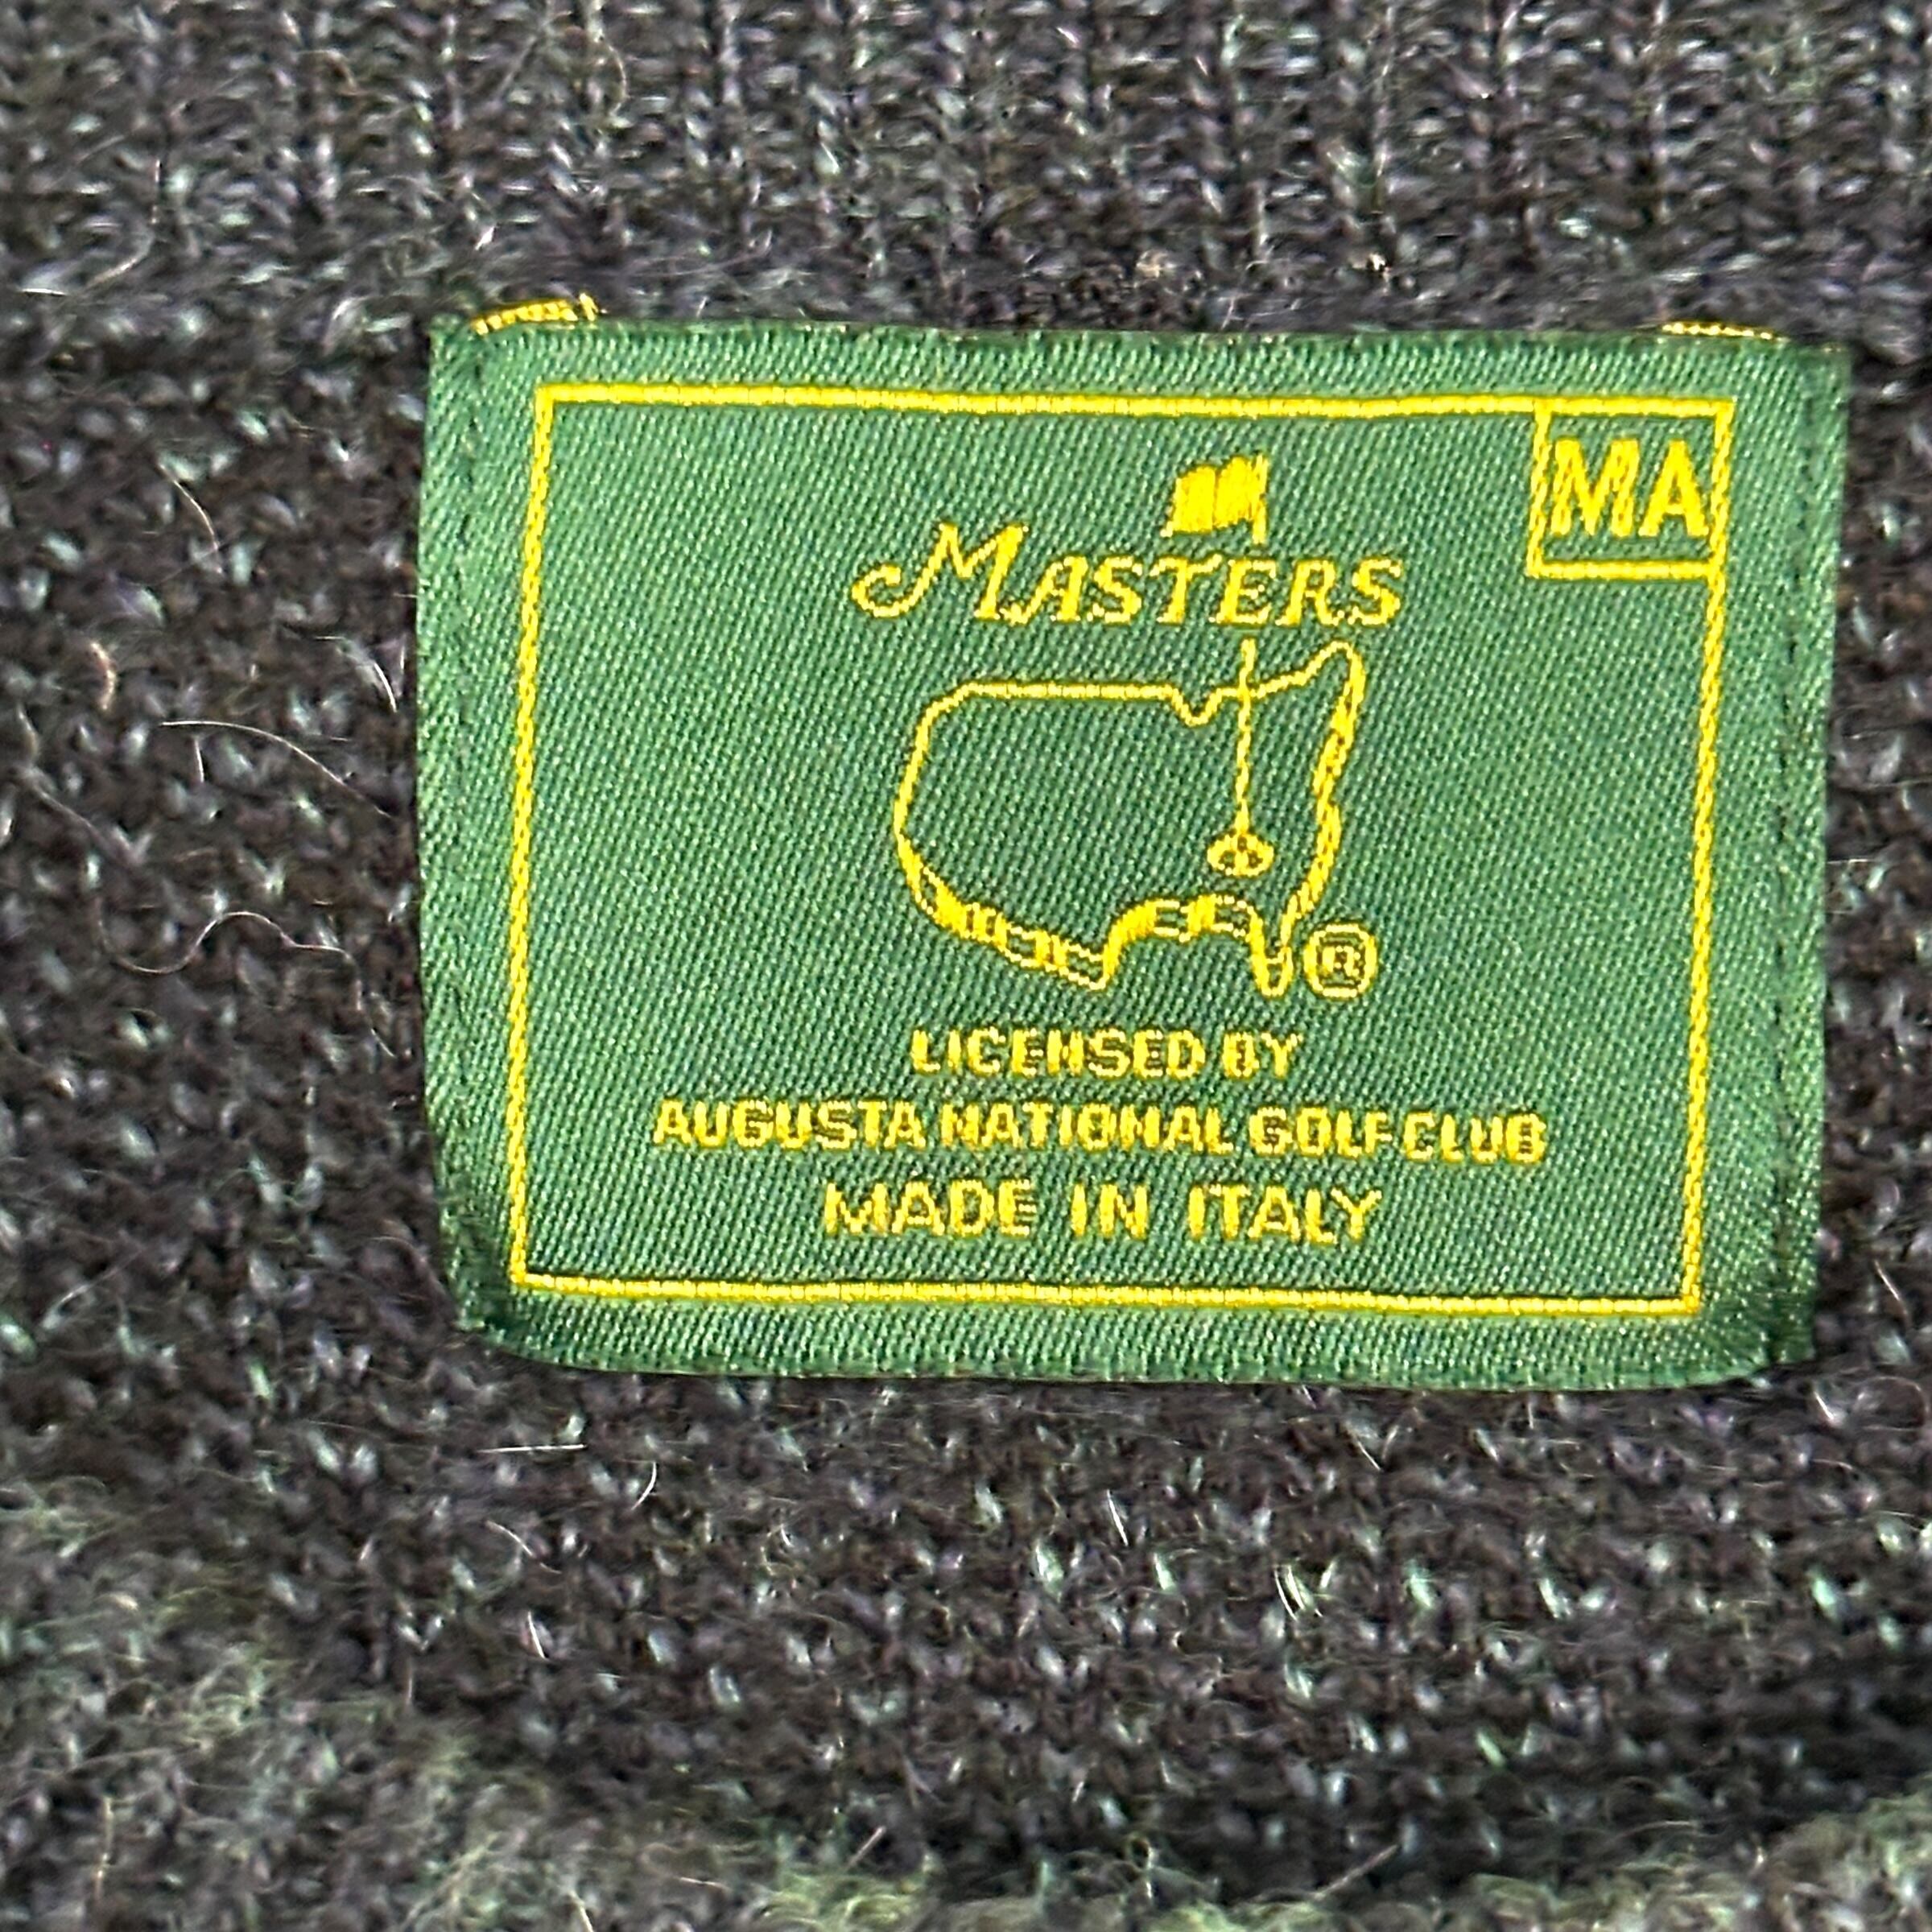 MA
MASTERS
®
LICENSED BY
AUGUSTA NATIONAL GOLF CLUB
MADE IN ITALY